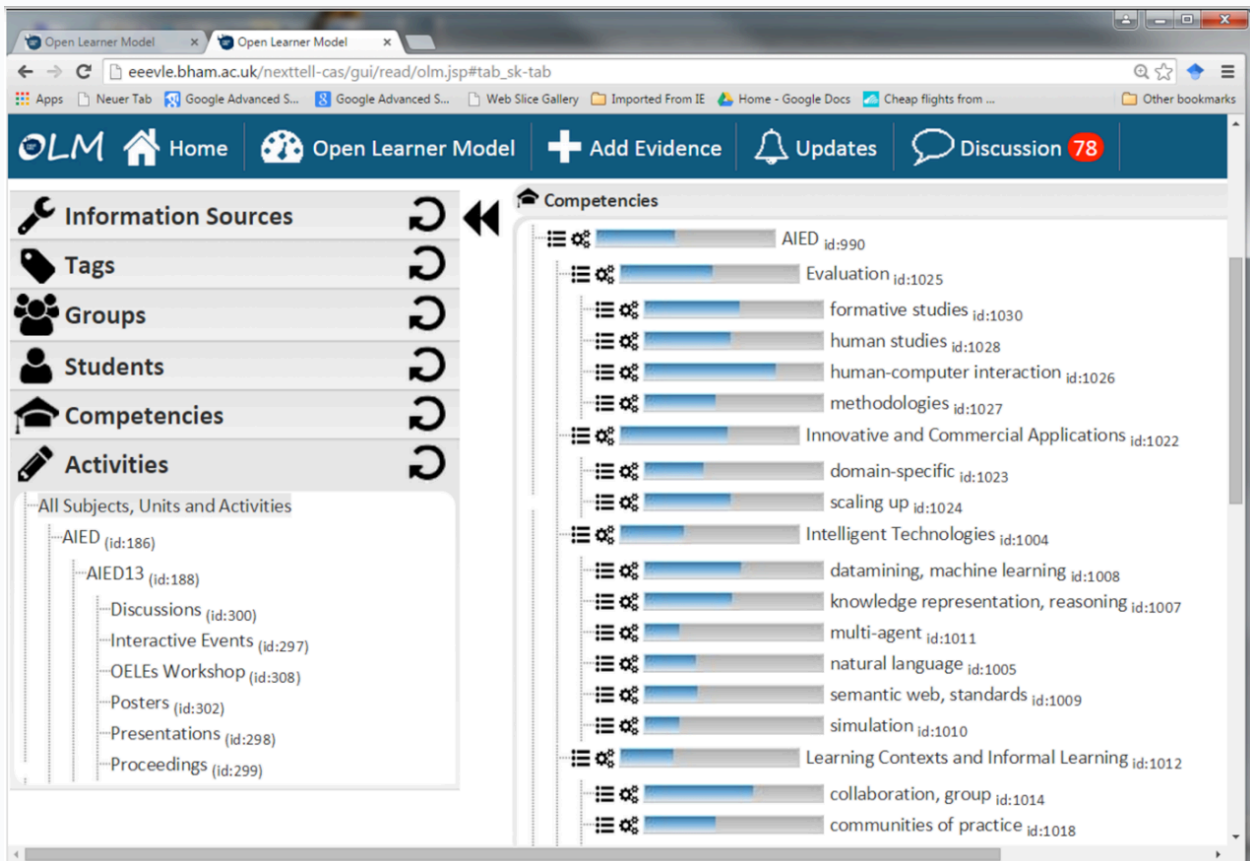 Open Learner Model x Open Learner Model x
eeevle.bham.ac.uk/nexttell-cas/gui/read/olm.jsp#tab_sk-tab
Apps Neuer Tab Google Advanced S... Google Advanced S... Web Slice Gallery Imported From IE Home - Google Docs Cheap flights from ... Other bookmarks
OLM Home Open Learner Model Add Evidence Updates Discussion 78
Information Sources
Tags
Groups
Students
Competencies
Activities
All Subjects, Units and Activities
AIED (id:186)
AIED13 (id:188)
Discussions (id:300)
Interactive Events (id:297)
OELEs Workshop (id:308)
Posters (id:302)
Presentations (id:298)
Proceedings (id:299)
Competencies
AIED id:990
Evaluation id:1025
formative studies id:1030
human studies id:1028
human-computer interaction id:1026
methodologies id:1027
Innovative and Commercial Applications id:1022
domain-specific id:1023
scaling up id:1024
Intelligent Technologies id:1004
datamining, machine learning id:1008
knowledge representation, reasoning id:1007
multi-agent id:1011
natural language id:1005
semantic web, standards id:1009
simulation id:1010
Learning Contexts and Informal Learning id:1012
collaboration, group id:1014
communities of practice id:1018